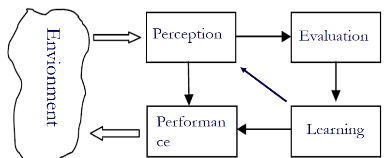 Envionment
Perception
Evaluation
Performan
ce
Learning